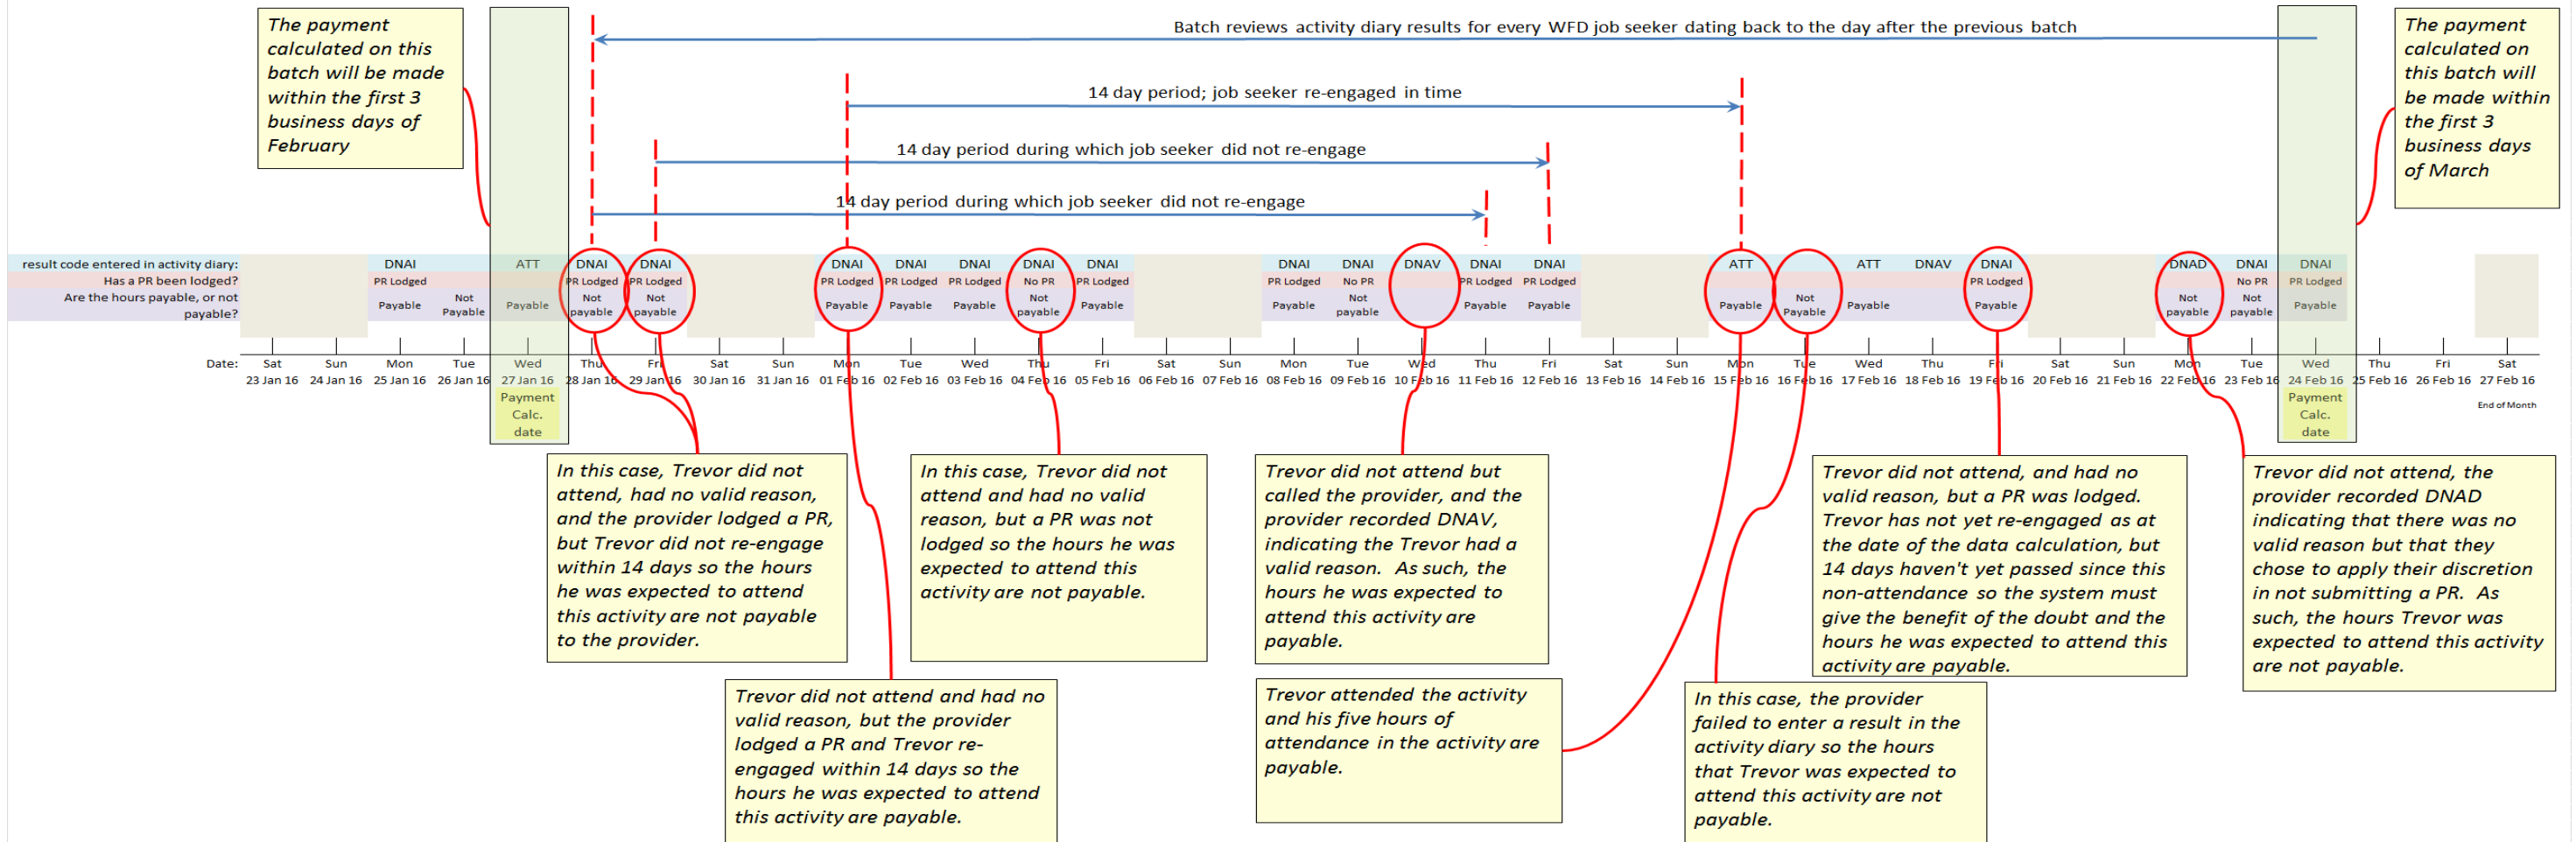 The payment
calculated on this
batch will be made
within the first 3
business days of
February
Batch reviews activity diary results for every WFD job seeker dating back to the day after the previous batch
The payment
calculated on
this batch will
be made within
the first 3
business days
of March
14 day period; job seeker re-engaged in time
14 day period during which job seeker did not re-engage
14 day period during which job seeker did not re-engage
result code entered in activity diary: DNAI ATT DNAI DNAI DNAI DNAI DNAI DNAI DNAI DNAI DNAI DNAV DNAI DNAI ATT ATT DNAV DNAI DNAD DNAI DNAI
Has a PR been lodged? PR Lodged PR Lodged PR Lodged PR Lodged PR Lodged PR Lodged No PR PR Lodged PR Lodged No PR PR Lodged PR Lodged PR Lodged No PR PR Lodged
Are the hours payable, or not payable? Payable Not Payable Payable Not payable Not payable Payable Payable Payable Not payable Payable Payable Not payable Payable Payable Payable Not Payable Payable Payable Not payable Not payable Payable
Date: Sat Sun Mon Tue Wed Thu Fri Sat Sun Mon Tue Wed Thu Fri Sat Sun Mon Tue Wed Thu Fri Sat Sun Mon Tue Wed Thu Fri Sat Sun Mon Tue Wed Thu Fri Sat
23 Jan 16 24 Jan 16 25 Jan 16 26 Jan 16 27 Jan 16 28 Jan 16 29 Jan 16 30 Jan 16 31 Jan 16 01 Feb 16 02 Feb 16 03 Feb 16 04 Feb 16 05 Feb 16 06 Feb 16 07 Feb 16 08 Feb 16 09 Feb 16 10 Feb 16 11 Feb 16 12 Feb 16 13 Feb 16 14 Feb 16 15 Feb 16 16 Feb 16 17 Feb 16 18 Feb 16 19 Feb 16 20 Feb 16 21 Feb 16 22 Feb 16 23 Feb 16 24 Feb 16 25 Feb 16 26 Feb 16 27 Feb 16
Payment
Calc.
date
Payment
Calc.
date
End of Month
In this case, Trevor did not
attend, had no valid reason,
and the provider lodged a PR,
but Trevor did not re-engage
within 14 days so the hours
he was expected to attend
this activity are not payable
to the provider.
In this case, Trevor did not
attend and had no valid
reason, but a PR was not
lodged so the hours he was
expected to attend this
activity are not payable.
Trevor did not attend but
called the provider, and the
provider recorded DNAV,
indicating the Trevor had a
valid reason. As such, the
hours he was expected to
attend this activity are
payable.
Trevor did not attend, and had no
valid reason, but a PR was lodged.
Trevor has not yet re-engaged as at
the date of the data calculation, but
14 days haven't yet passed since this
non-attendance so the system must
give the benefit of the doubt and the
hours he was expected to attend this
activity are payable.
Trevor did not attend, the
provider recorded DNAD
indicating that there was no
valid reason but that they
chose to apply their discretion
in not submitting a PR. As
such, the hours Trevor was
expected to attend this activity
are not payable.
Trevor did not attend and had no
valid reason, but the provider
lodged a PR and Trevor re-
engaged within 14 days so the
hours he was expected to attend
this activity are payable.
Trevor attended the activity
and his five hours of
attendance in the activity are
payable.
In this case, the provider
failed to enter a result in the
activity diary so the hours
that Trevor was expected to
attend this activity are not
payable.